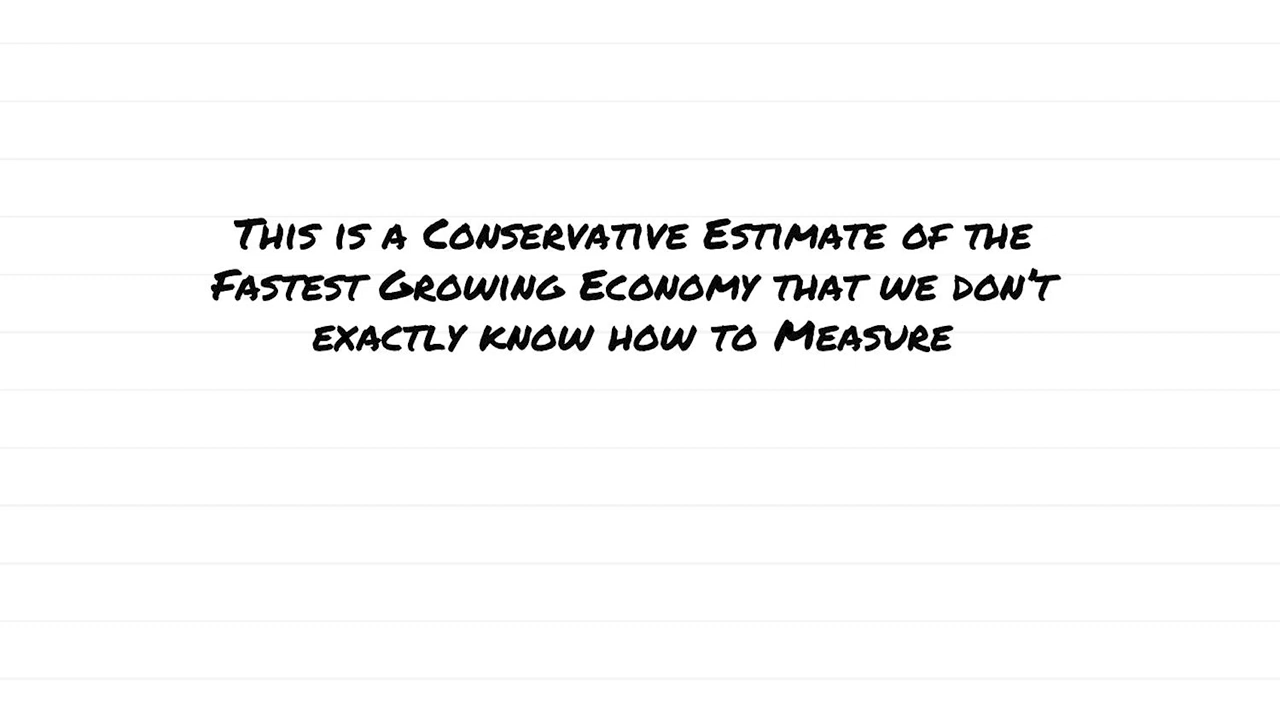 This is a Conservative Estimate of the
Fastest Growing Economy that we don't
exactly know how to Measure